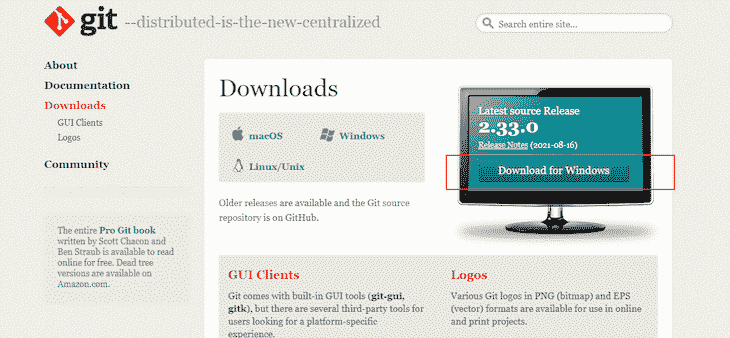 git --distributed-is-the-new-centralized
Search entire site...
About
Documentation
Downloads
GUI Clients
Logos
Community
The entire Pro Git book
written by Scott Chacon and
Ben Straub is available to read
online for free. Dead tree
versions are available on
Amazon.com.
Downloads
macOS
Windows
Linux/Unix
Older releases are available and the Git source
repository is on GitHub.
Latest source Release
2.33.0
Release Notes (2021-08-16)
Download for Windows
GUI Clients
Git comes with built-in GUI tools (git-gui,
gitk), but there are several third-party tools for
users looking for a platform-specific
experience.
Logos
Various Git logos in PNG (bitmap) and EPS
(vector) formats are available for use in online
and print projects.